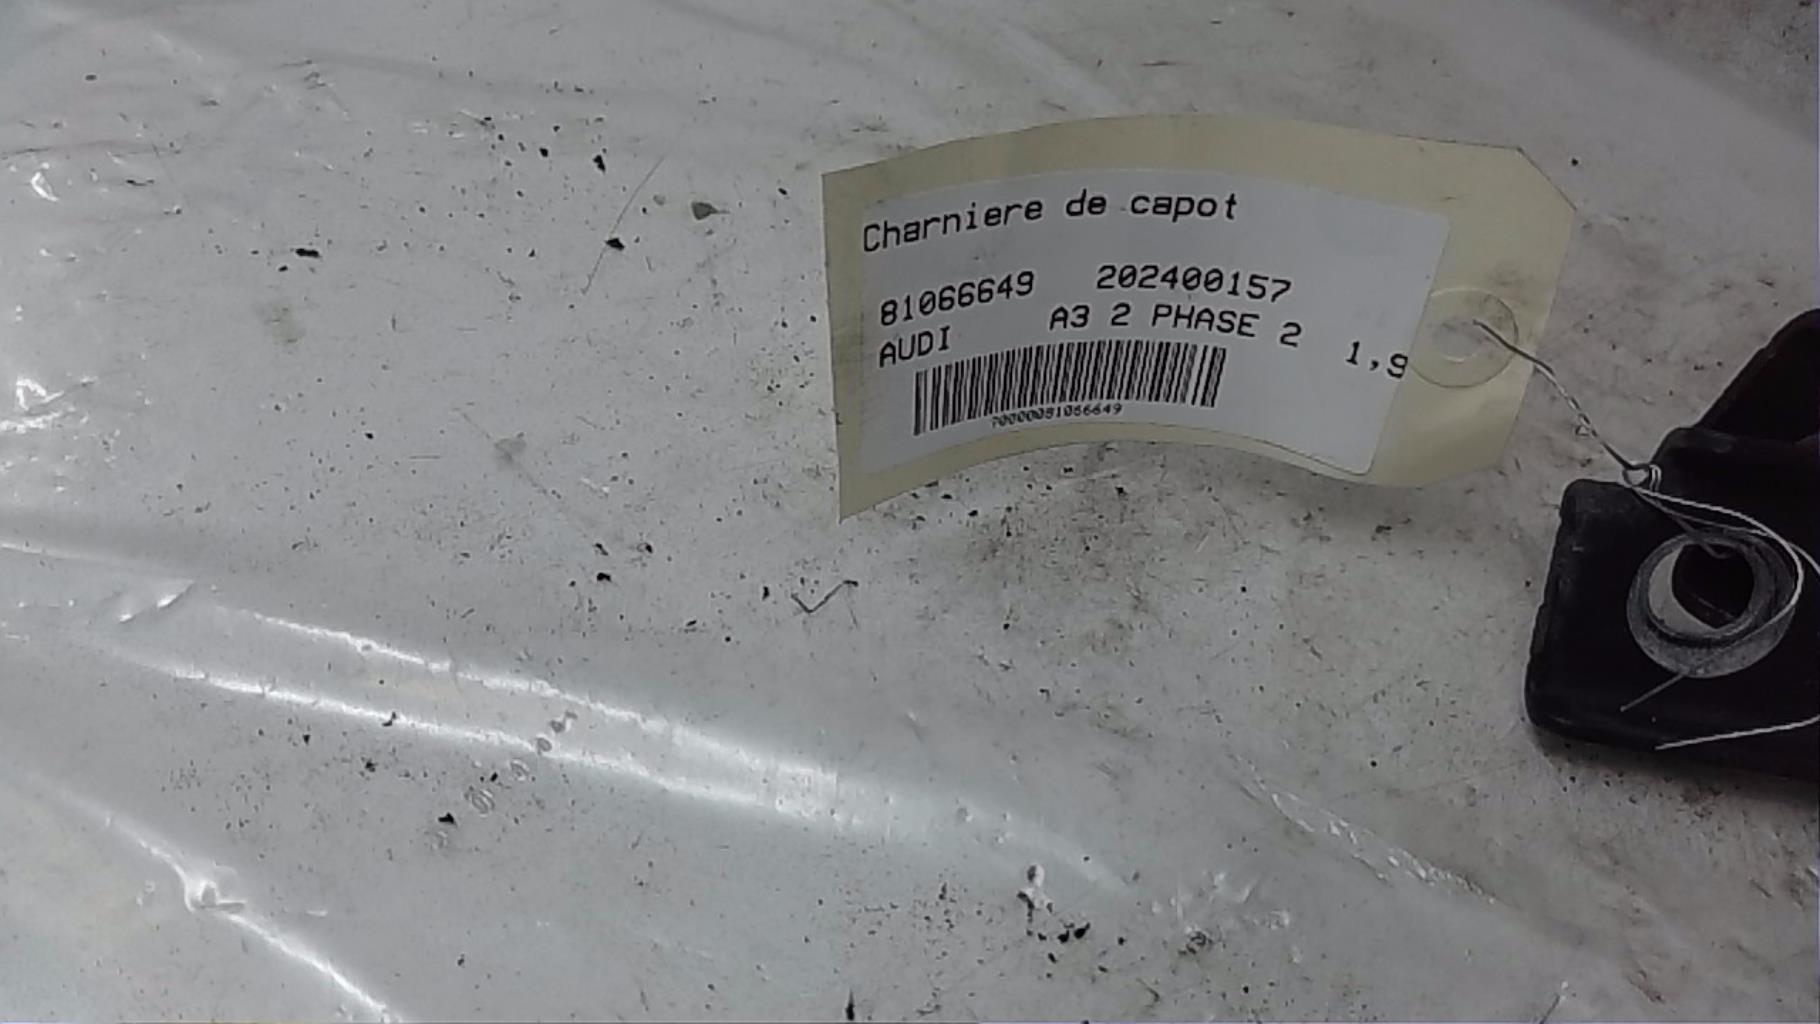 Charniere de capot
81066649 202400157
AUDI A3 2 PHASE 2 1,9
70000081066649